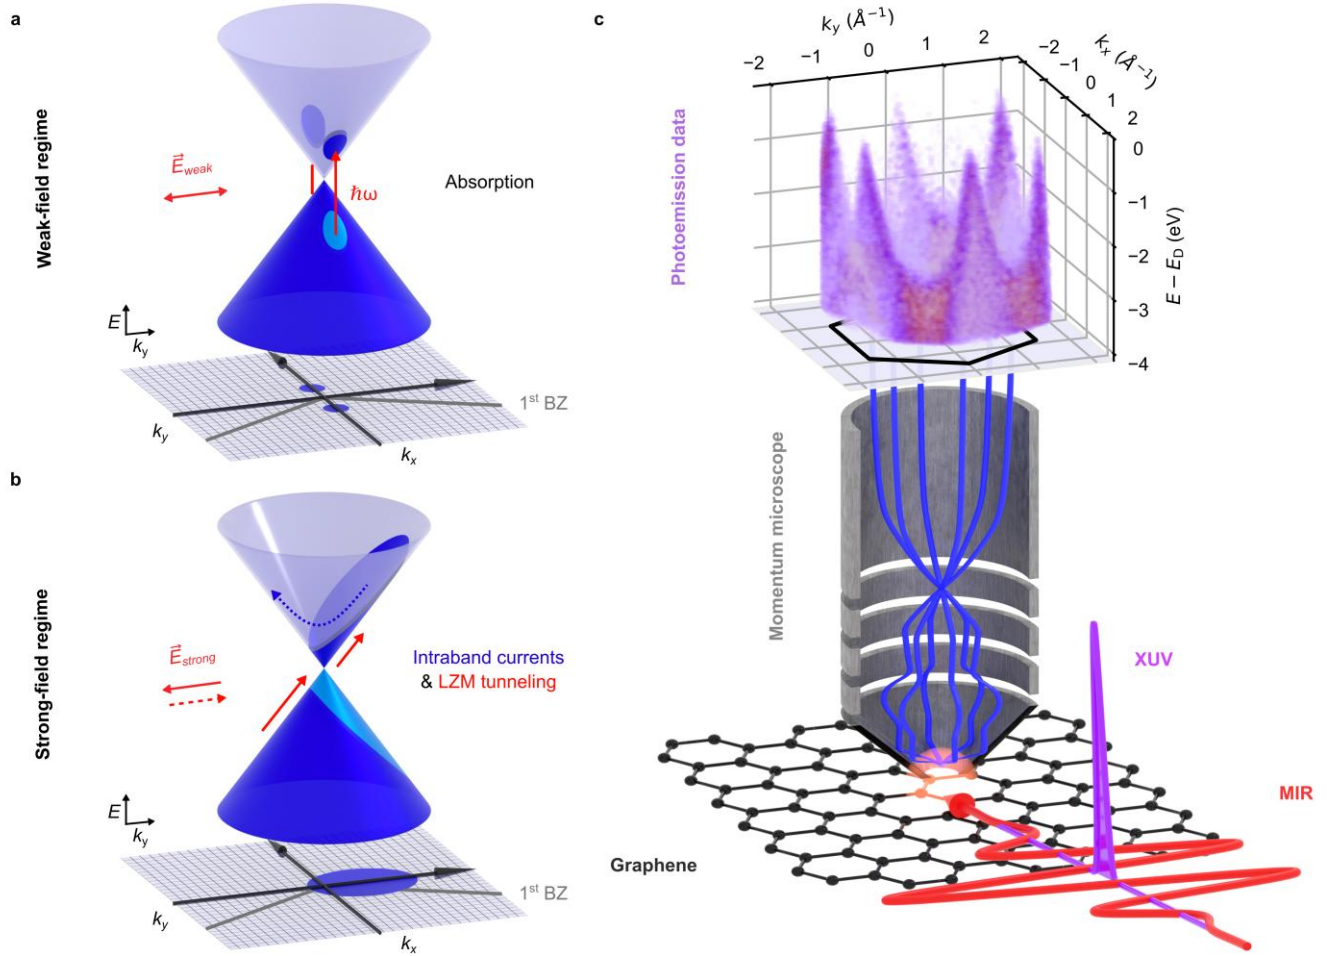 a
Weak-field regime
E⃗weak
ħω
Absorption
E
ky
1st BZ
ky
kx
b
Strong-field regime
E⃗strong
Intraband currents
& LZM tunneling
E
ky
1st BZ
ky
kx
c
Photoemission data
ky (Å⁻¹)
−2 −1 0 1 2
kx (Å⁻¹)
−2 −1 0 1 2
0
−1
−2
−3
−4
E − ED (eV)
Momentum microscope
XUV
MIR
Graphene